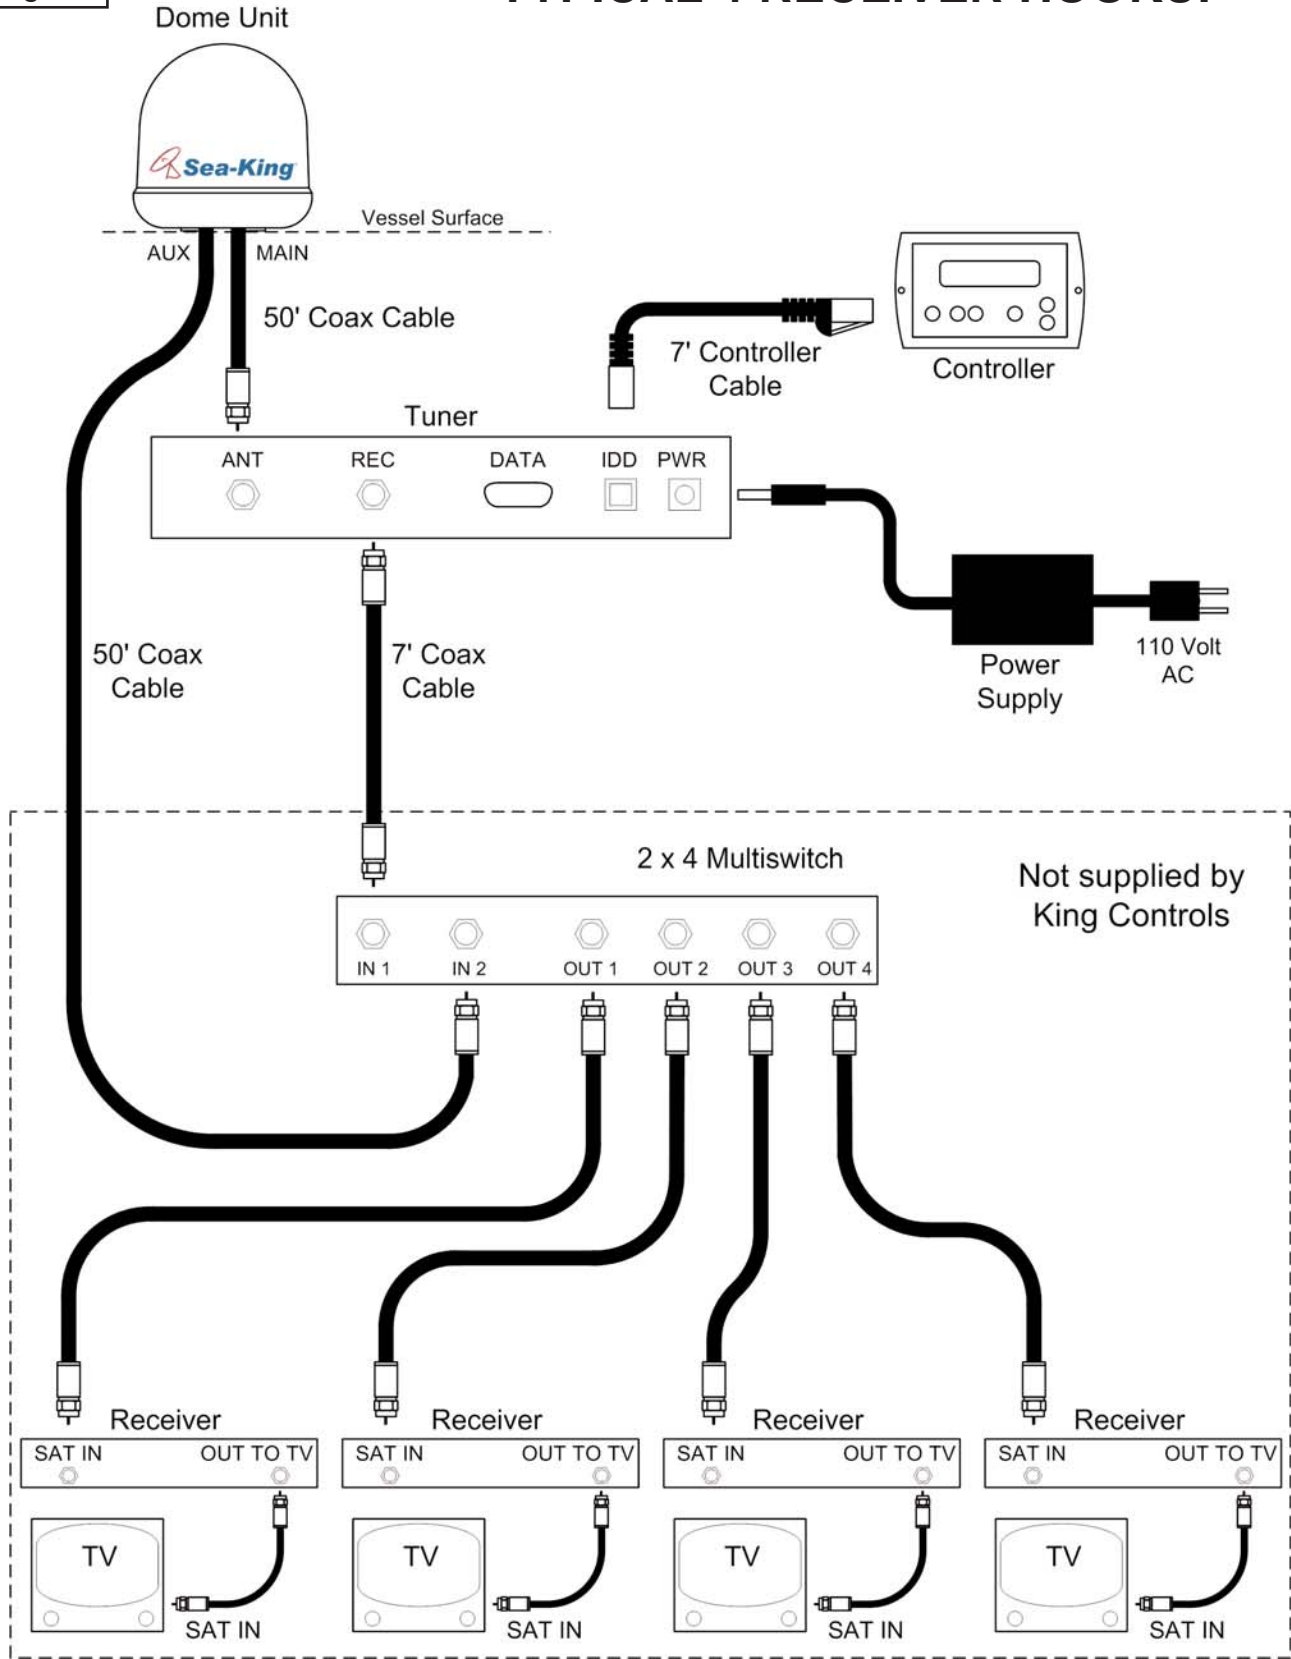 Dome Unit
Sea-King
Vessel Surface
AUX
MAIN
50' Coax Cable
7' Controller
Cable
Controller
Tuner
ANT
REC
DATA
IDD
PWR
50' Coax
Cable
7' Coax
Cable
Power
Supply
110 Volt
AC
2 x 4 Multiswitch
Not supplied by
King Controls
IN 1
IN 2
OUT 1
OUT 2
OUT 3
OUT 4
Receiver
Receiver
Receiver
Receiver
SAT IN
OUT TO TV
SAT IN
OUT TO TV
SAT IN
OUT TO TV
SAT IN
OUT TO TV
TV
TV
TV
TV
SAT IN
SAT IN
SAT IN
SAT IN